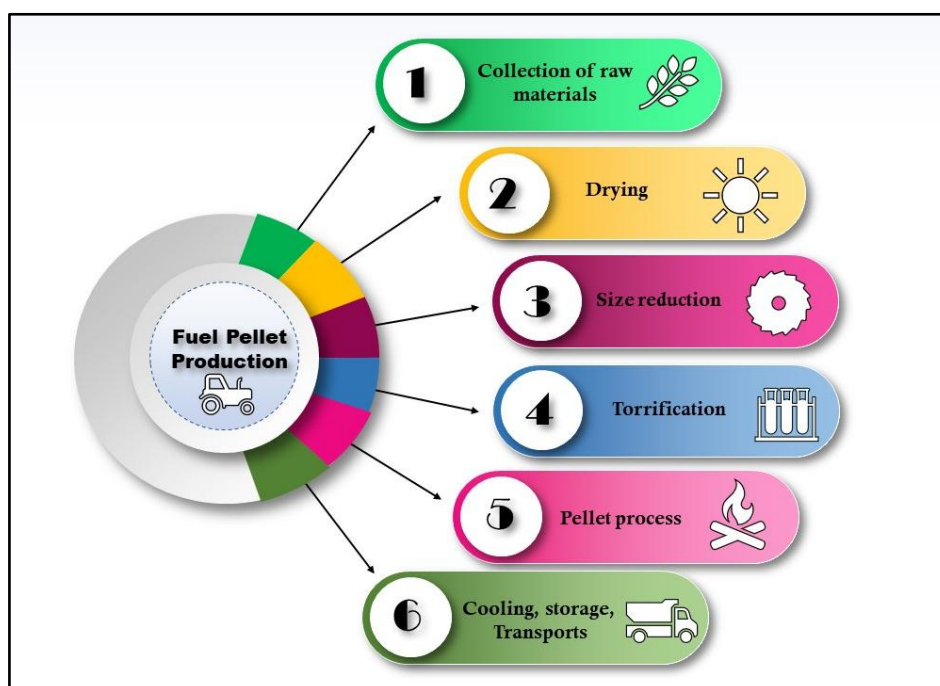 Fuel Pellet
Production
1
Collection of raw
materials
2
Drying
3
Size reduction
4
Torrification
5
Pellet process
6
Cooling, storage,
Transports